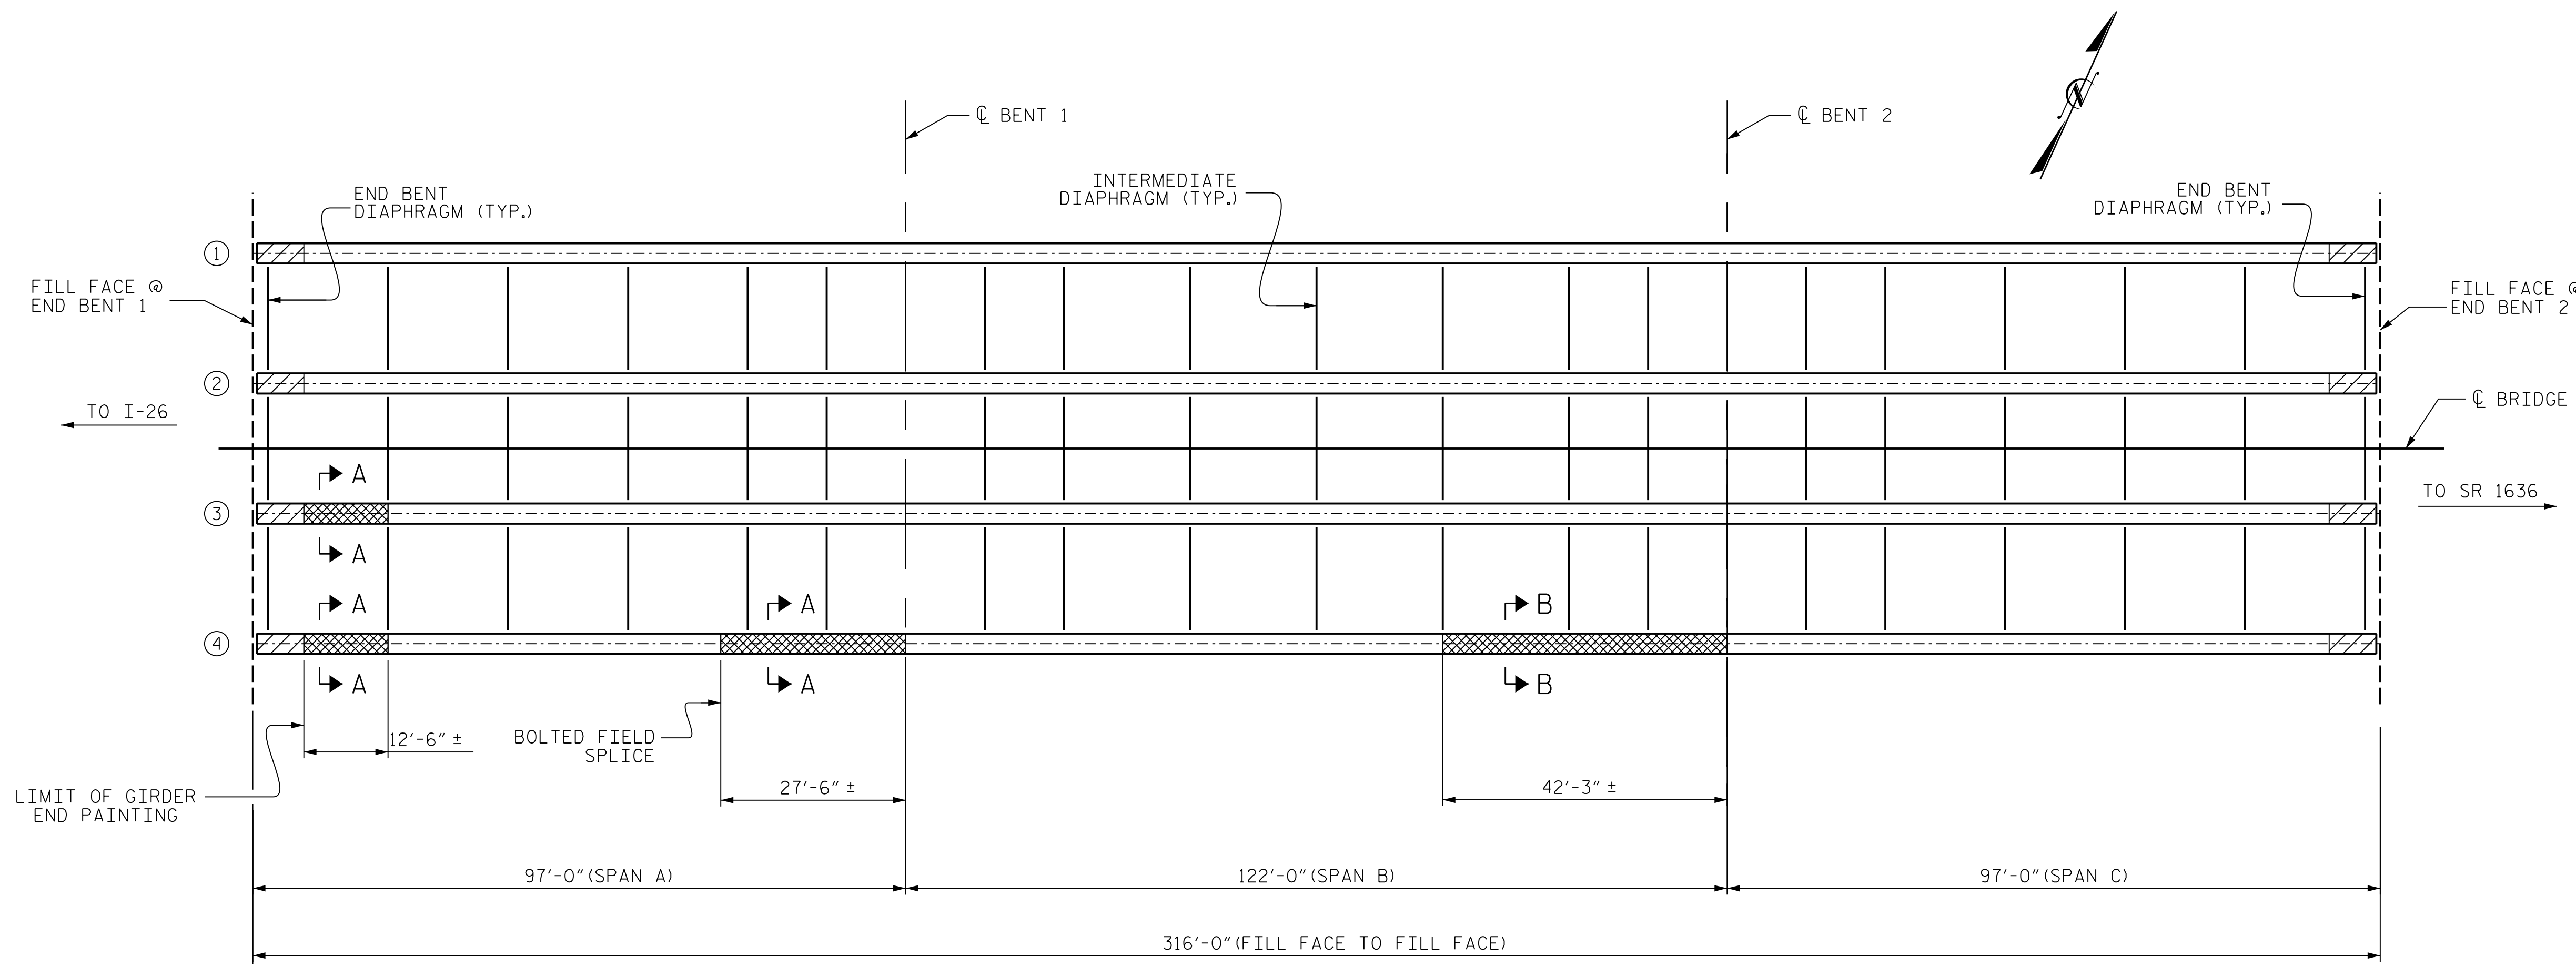 N
℄ BENT 1
℄ BENT 2
END BENT
DIAPHRAGM (TYP.)
INTERMEDIATE
DIAPHRAGM (TYP.)
END BENT
DIAPHRAGM (TYP.)
1
FILL FACE @
END BENT 1
FILL FACE @
END BENT 2
2
TO I-26
℄ BRIDGE
A
TO SR 1636
3
A
A
A
B
4
A
A
B
12'-6" ±
BOLTED FIELD
SPLICE
27'-6" ±
42'-3" ±
LIMIT OF GIRDER
END PAINTING
97'-0" (SPAN A)
122'-0" (SPAN B)
97'-0" (SPAN C)
316'-0" (FILL FACE TO FILL FACE)